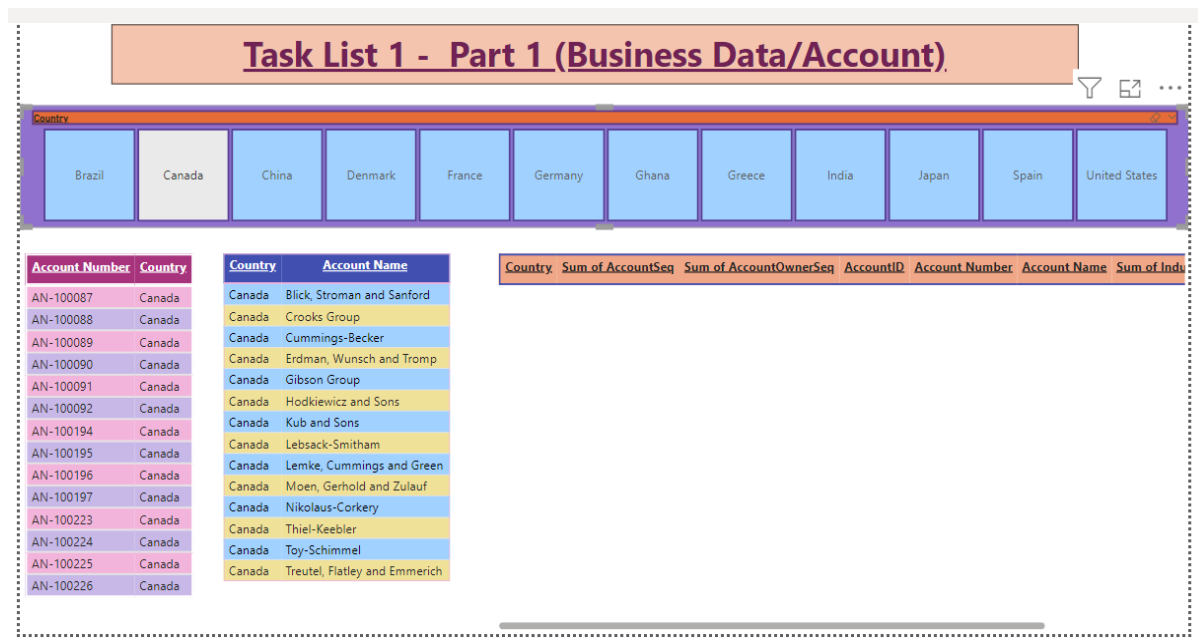 Task List 1 -  Part 1 (Business Data/Account)
Country
Brazil Canada China Denmark France Germany Ghana Greece India Japan Spain United States
Account Number Country
AN-100087 Canada
AN-100088 Canada
AN-100089 Canada
AN-100090 Canada
AN-100091 Canada
AN-100092 Canada
AN-100194 Canada
AN-100195 Canada
AN-100196 Canada
AN-100197 Canada
AN-100223 Canada
AN-100224 Canada
AN-100225 Canada
AN-100226 Canada
Country Account Name
Canada Blick, Stroman and Sanford
Canada Crooks Group
Canada Cummings-Becker
Canada Erdman, Wunsch and Tromp
Canada Gibson Group
Canada Hodkiewicz and Sons
Canada Kub and Sons
Canada Lebsack-Smitham
Canada Lemke, Cummings and Green
Canada Moen, Gerhold and Zulauf
Canada Nikolaus-Corkery
Canada Thiel-Keebler
Canada Toy-Schimmel
Canada Treutel, Flatley and Emmerich
Country Sum of AccountSeq Sum of AccountOwnerSeq AccountID Account Number Account Name Sum of Indu